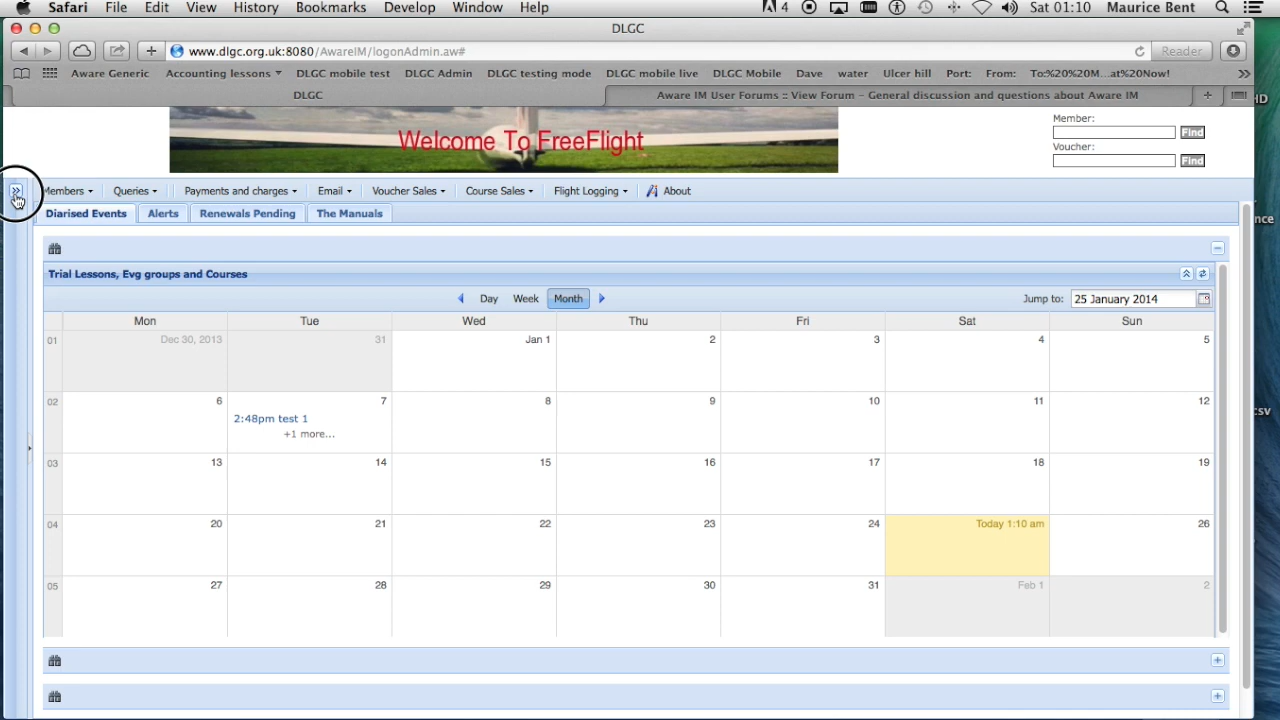 Safari File Edit View History Bookmarks Develop Window Help 4 Sat 01:10 Maurice Bent
DLGC
www.dlgc.org.uk:8080/AwareIM/logonAdmin.aw# Reader
Aware Generic Accounting lessons DLGC mobile test DLGC Admin DLGC testing mode DLGC mobile live DLGC Mobile Dave water Ulcer hill Port: From: To:%20%20M...at%20Now!
DLGC Aware IM User Forums :: View Forum – General discussion and questions about Aware IM
HD
Welcome To FreeFlight
Member:
Find
Voucher:
Find
Members Queries Payments and charges Email Voucher Sales Course Sales Flight Logging About
Diarised Events Alerts Renewals Pending The Manuals
nce
Trial Lessons, Evg groups and Courses
Day Week Month Jump to: 25 January 2014
Mon Tue Wed Thu Fri Sat Sun
01 Dec 30, 2013 31 Jan 1 2 3 4 5
02 6 7 8 9 10 11 12
csv
2:48pm test 1
+1 more...
03 13 14 15 16 17 18 19
04 20 21 22 23 24 Today 1:10 am 26
05 27 28 29 30 31 Feb 1 2